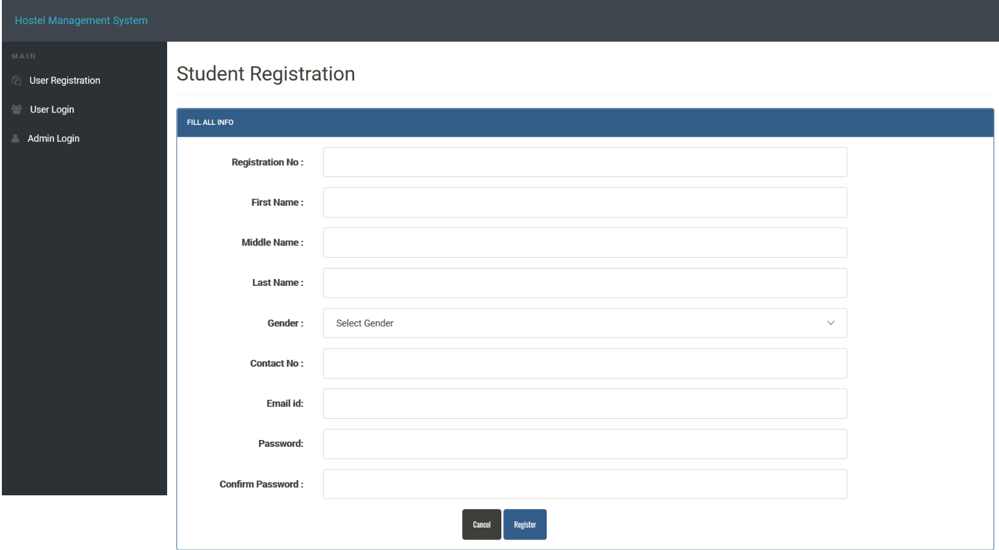 Hostel Management System
MAIN
User Registration
User Login
Admin Login
Student Registration
FILL ALL INFO
Registration No :
First Name :
Middle Name :
Last Name :
Gender :
Select Gender
Contact No :
Email id:
Password:
Confirm Password :
Cancel
Register